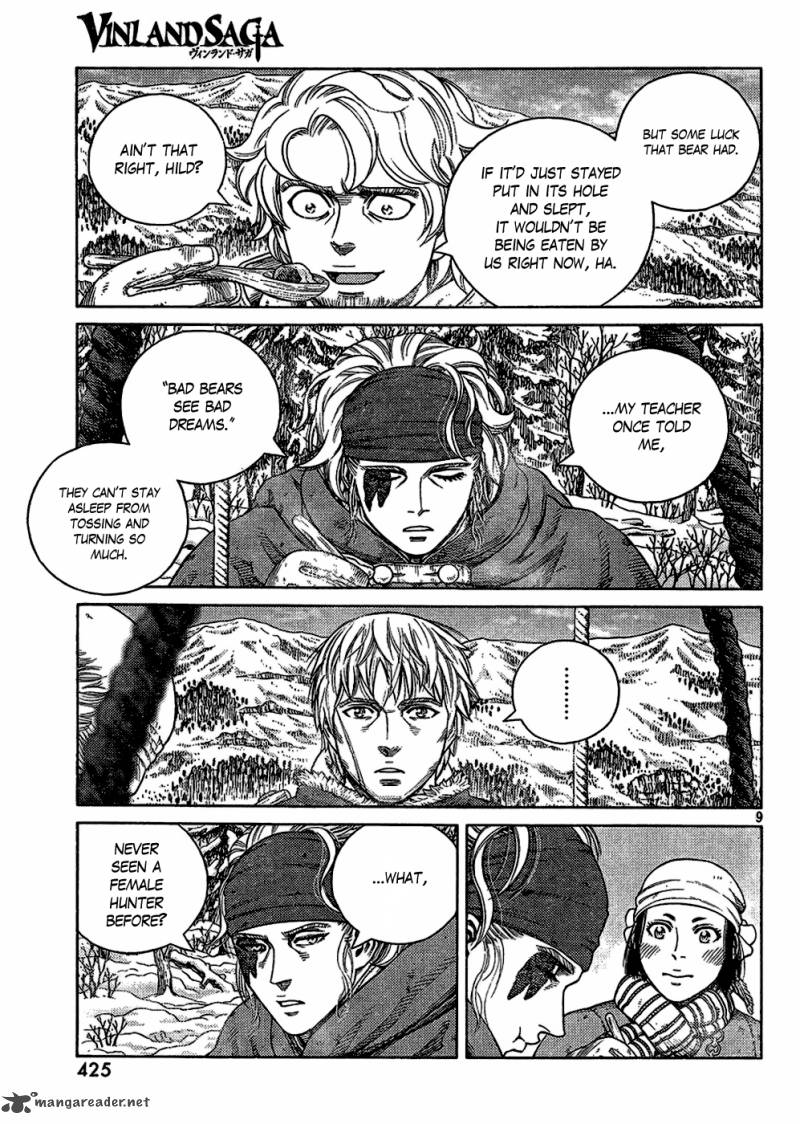 VINLAND SAGA
ヴィンランド・サガ
BUT SOME LUCK
THAT BEAR HAD.
IF IT'D JUST STAYED
PUT IN ITS HOLE
AND SLEPT,
IT WOULDN'T BE
BEING EATEN BY
US RIGHT NOW, HA.
AIN'T THAT
RIGHT, HILD?
...MY TEACHER
ONCE TOLD
ME,
"BAD BEARS
SEE BAD
DREAMS."
THEY CAN'T STAY
ASLEEP FROM
TOSSING AND
TURNING SO
MUCH.
.........
9
...WHAT,
NEVER
SEEN A
FEMALE
HUNTER
BEFORE?
425
mangareader.net